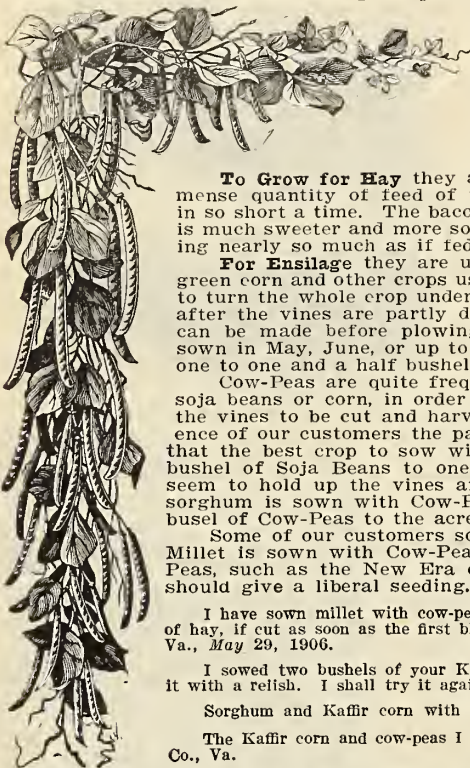 To Grow for Hay they a
mense quantity of feed of
in so short a time. The bacc
is much sweeter and more so
ing nearly so much as if fed
For Ensilage they are u
green corn and other crops us
to turn the whole crop under
after the vines are partly d
can be made before plowing
sown in May, June, or up to
one to one and a half bushel
Cow-Peas are quite freq
soja beans or corn, in order
the vines to be cut and harv
ence of our customers the pa
that the best crop to sow wi
bushel of Soja Beans to one
seem to hold up the vines a
sorghum is sown with Cow-P
busel of Cow-Peas to the acre
Some of our customers so
Millet is sown with Cow-Pea
Peas, such as the New Era o
should give a liberal seeding.
I have sown millet with cow-pe
of hay, if cut as soon as the first b
Va., May 29, 1906.
I sowed two bushels of your K
it with a relish. I shall try it agai
Sorghum and Kaffir corn with
The Kaffir corn and cow-peas I
Co., Va.